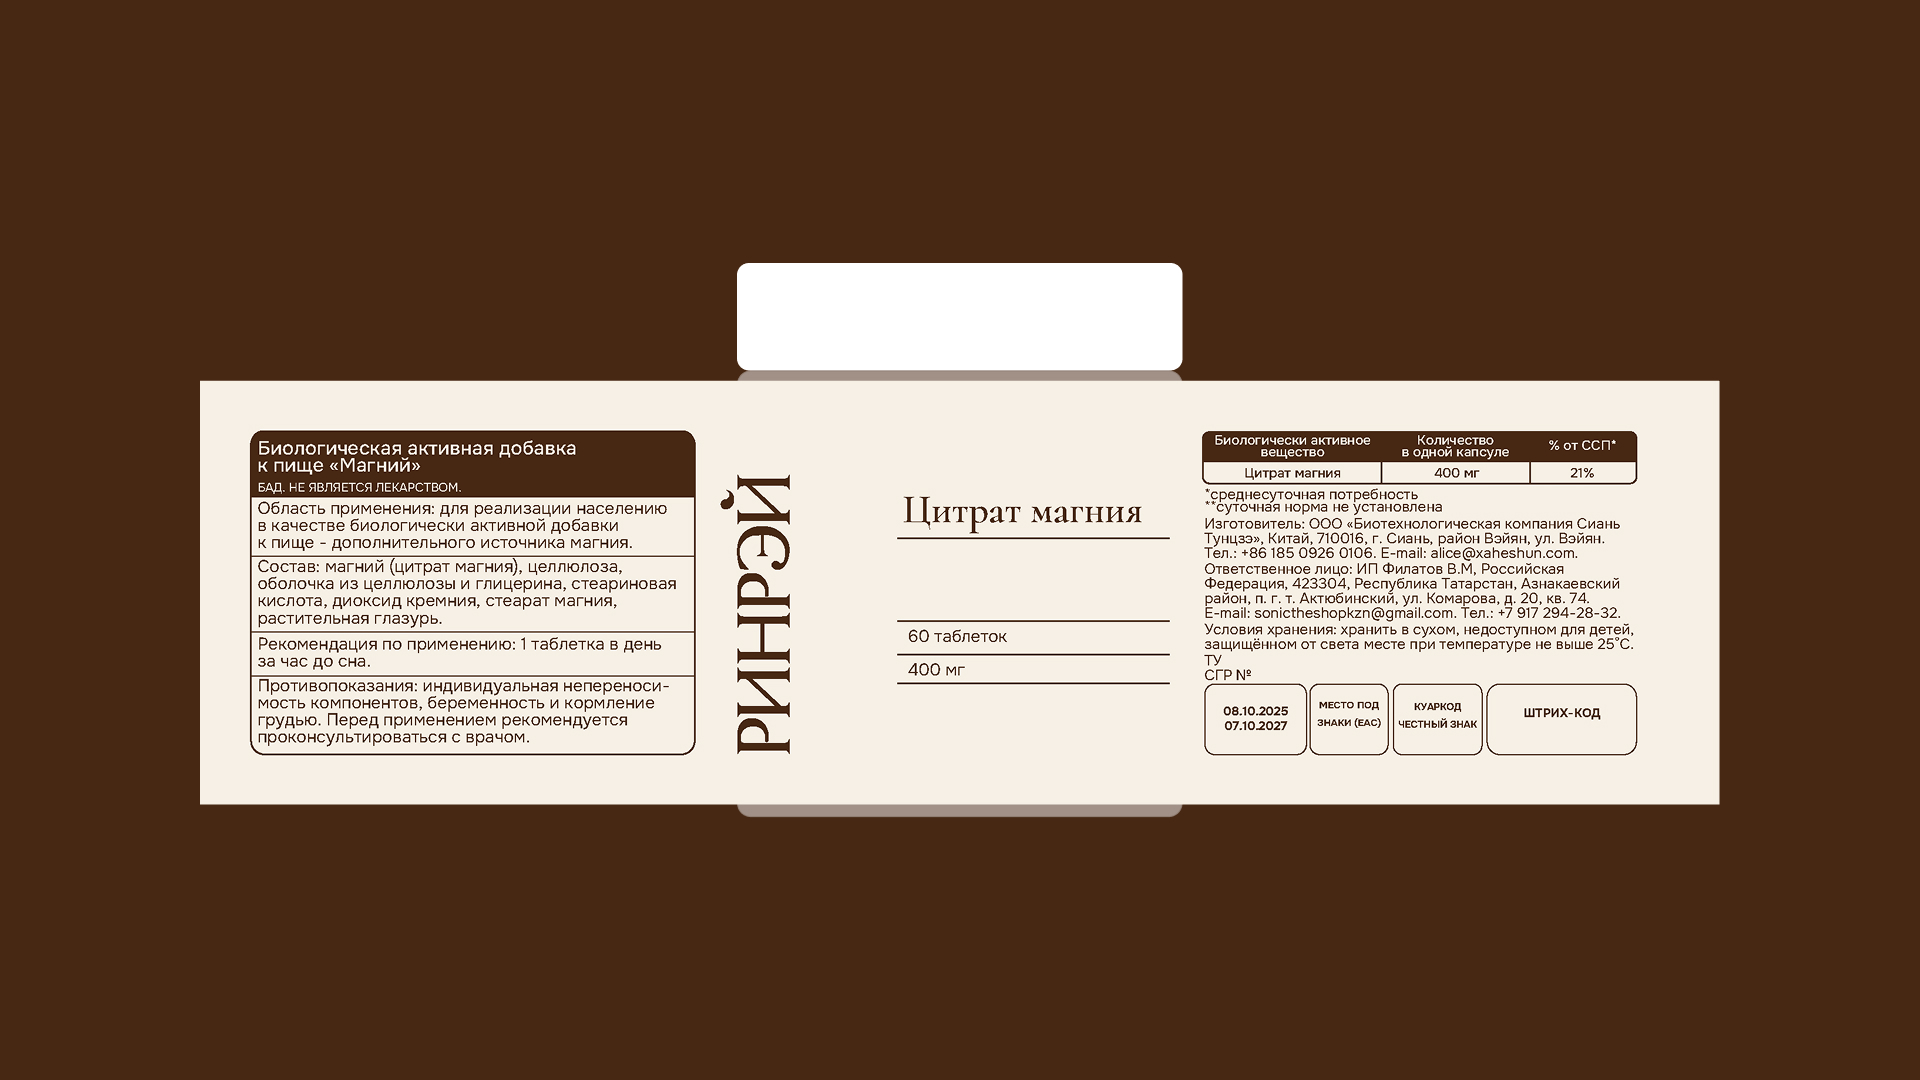 Биологическая активная добавка
к пище «Магний»
БАД. НЕ ЯВЛЯЕТСЯ ЛЕКАРСТВОМ.
Область применения: для реализации населению
в качестве биологически активной добавки
к пище - дополнительного источника магния.
Состав: магний (цитрат магния), целлюлоза,
оболочка из целлюлозы и глицерина, стеариновая
кислота, диоксид кремния, стеарат магния,
растительная глазурь.
Рекомендация по применению: 1 таблетка в день
за час до сна.
Противопоказания: индивидуальная непереноси-
мость компонентов, беременность и кормление
грудью. Перед применением рекомендуется
проконсультироваться с врачом.
РИНРЭЙ
Цитрат магния
60 таблеток
400 мг
Биологически активное вещество Количество в одной капсуле % от ССП*
Цитрат магния 400 мг 21%
*среднесуточная потребность
**суточная норма не установлена
Изготовитель: ООО «Биотехнологическая компания Сиань
Тунцзэ», Китай, 710016, г. Сиань, район Вэйян, ул. Вэйян.
Тел.: +86 185 0926 0106. E-mail: alice@xaheshun.com.
Ответственное лицо: ИП Филатов В.М, Российская
Федерация, 423304, Республика Татарстан, Азнакаевский
район, п. г. т. Актюбинский, ул. Комарова, д. 20, кв. 74.
E-mail: sonictheshopkzn@gmail.com. Тел.: +7 917 294-28-32.
Условия хранения: хранить в сухом, недоступном для детей,
защищённом от света месте при температуре не выше 25°C.
ТУ
СГР №
08.10.2025
07.10.2027
МЕСТО ПОД
ЗНАКИ (ЕАС)
КУАРКОД
ЧЕСТНЫЙ ЗНАК
ШТРИХ-КОД